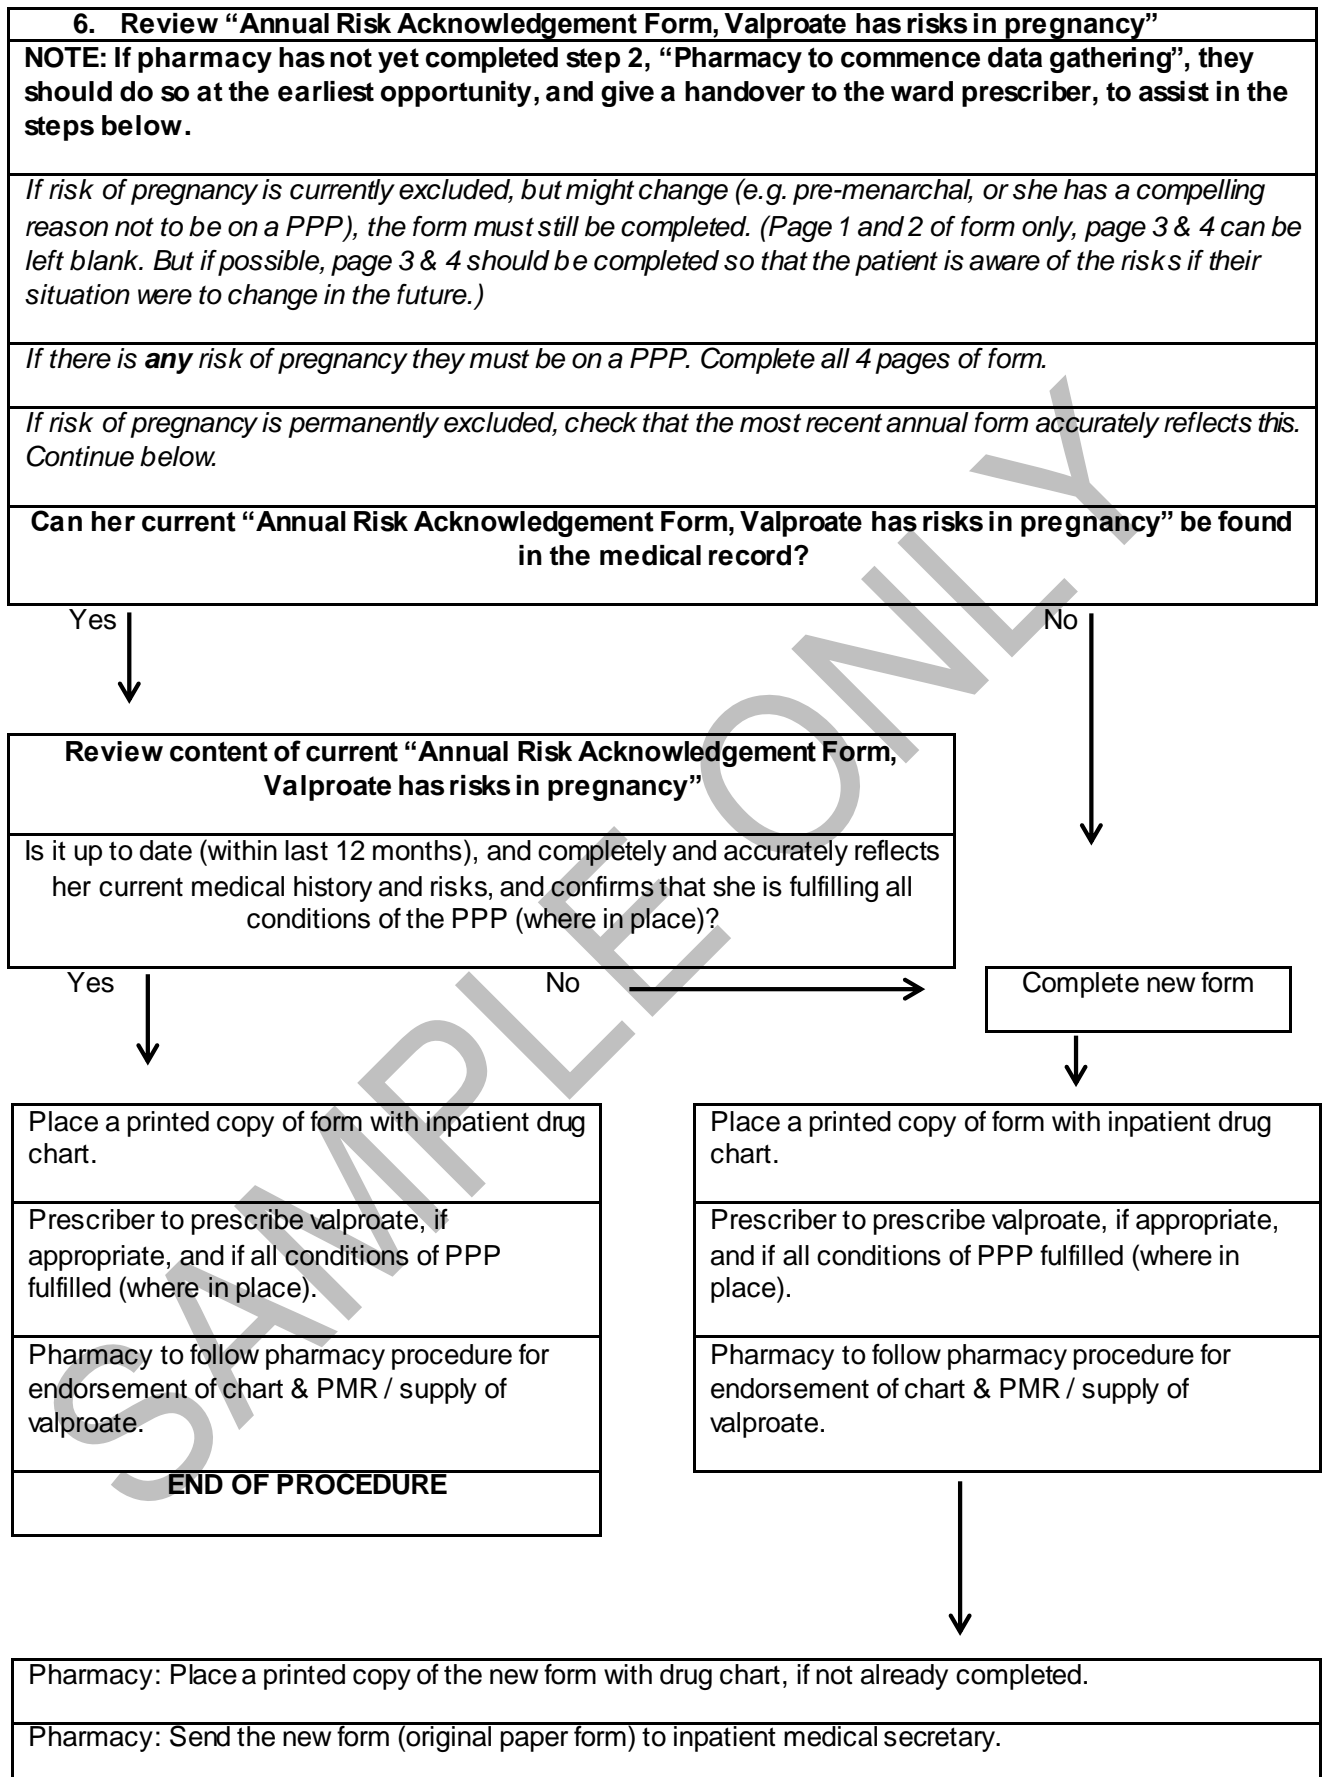 6. Review “Annual Risk Acknowledgement Form, Valproate has risks in pregnancy”
NOTE: If pharmacy has not yet completed step 2, “Pharmacy to commence data gathering”, they
should do so at the earliest opportunity, and give a handover to the ward prescriber, to assist in the
steps below.
If risk of pregnancy is currently excluded, but might change (e.g. pre-menarchal, or she has a compelling
reason not to be on a PPP), the form must still be completed. (Page 1 and 2 of form only, page 3 & 4 can be
left blank. But if possible, page 3 & 4 should be completed so that the patient is aware of the risks if their
situation were to change in the future.)
If there is any risk of pregnancy they must be on a PPP. Complete all 4 pages of form.
If risk of pregnancy is permanently excluded, check that the most recent annual form accurately reflects this.
Continue below.
Can her current “Annual Risk Acknowledgement Form, Valproate has risks in pregnancy” be found
in the medical record?
Yes
No
Review content of current “Annual Risk Acknowledgement Form,
Valproate has risks in pregnancy”
Is it up to date (within last 12 months), and completely and accurately reflects
her current medical history and risks, and confirms that she is fulfilling all
conditions of the PPP (where in place)?
Yes
No
Complete new form
Place a printed copy of form with inpatient drug
chart.
Prescriber to prescribe valproate, if
appropriate, and if all conditions of PPP
fulfilled (where in place).
Pharmacy to follow pharmacy procedure for
endorsement of chart & PMR / supply of
valproate.
END OF PROCEDURE
Place a printed copy of form with inpatient drug
chart.
Prescriber to prescribe valproate, if appropriate,
and if all conditions of PPP fulfilled (where in
place).
Pharmacy to follow pharmacy procedure for
endorsement of chart & PMR / supply of
valproate.
Pharmacy: Place a printed copy of the new form with drug chart, if not already completed.
Pharmacy: Send the new form (original paper form) to inpatient medical secretary.
SAMPLE ONLY